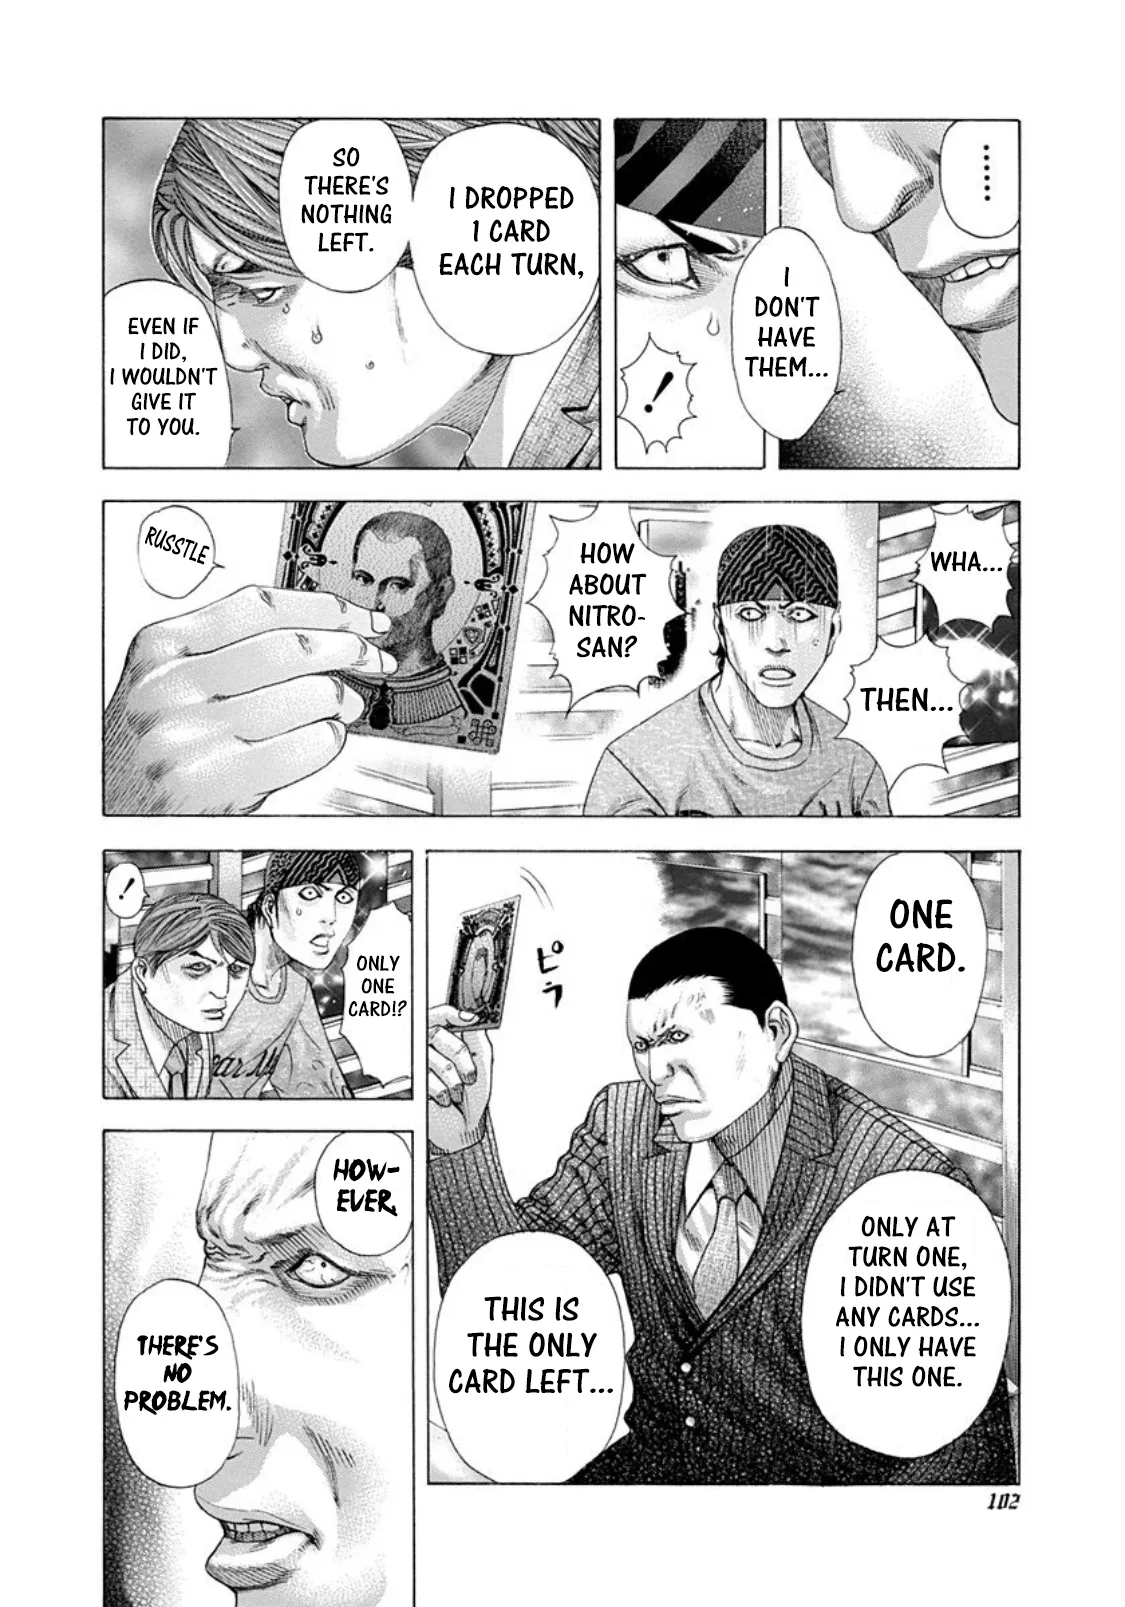 .......
I
DON'T
HAVE
THEM...
!
I DROPPED
1 CARD
EACH TURN,
SO
THERE'S
NOTHING
LEFT.
EVEN IF
I DID,
I WOULDN'T
GIVE IT
TO YOU.
WHA...
THEN...
HOW
ABOUT
NITRO-
SAN?
RUSSTLE
ONE
CARD.
ピラ
ONLY AT
TURN ONE,
I DIDN'T USE
ANY CARDS...
I ONLY HAVE
THIS ONE.
THIS IS
THE ONLY
CARD LEFT...
ONLY
ONE
CARD!?
!
HOW-
EVER,
THERE'S
NO
PROBLEM.
102